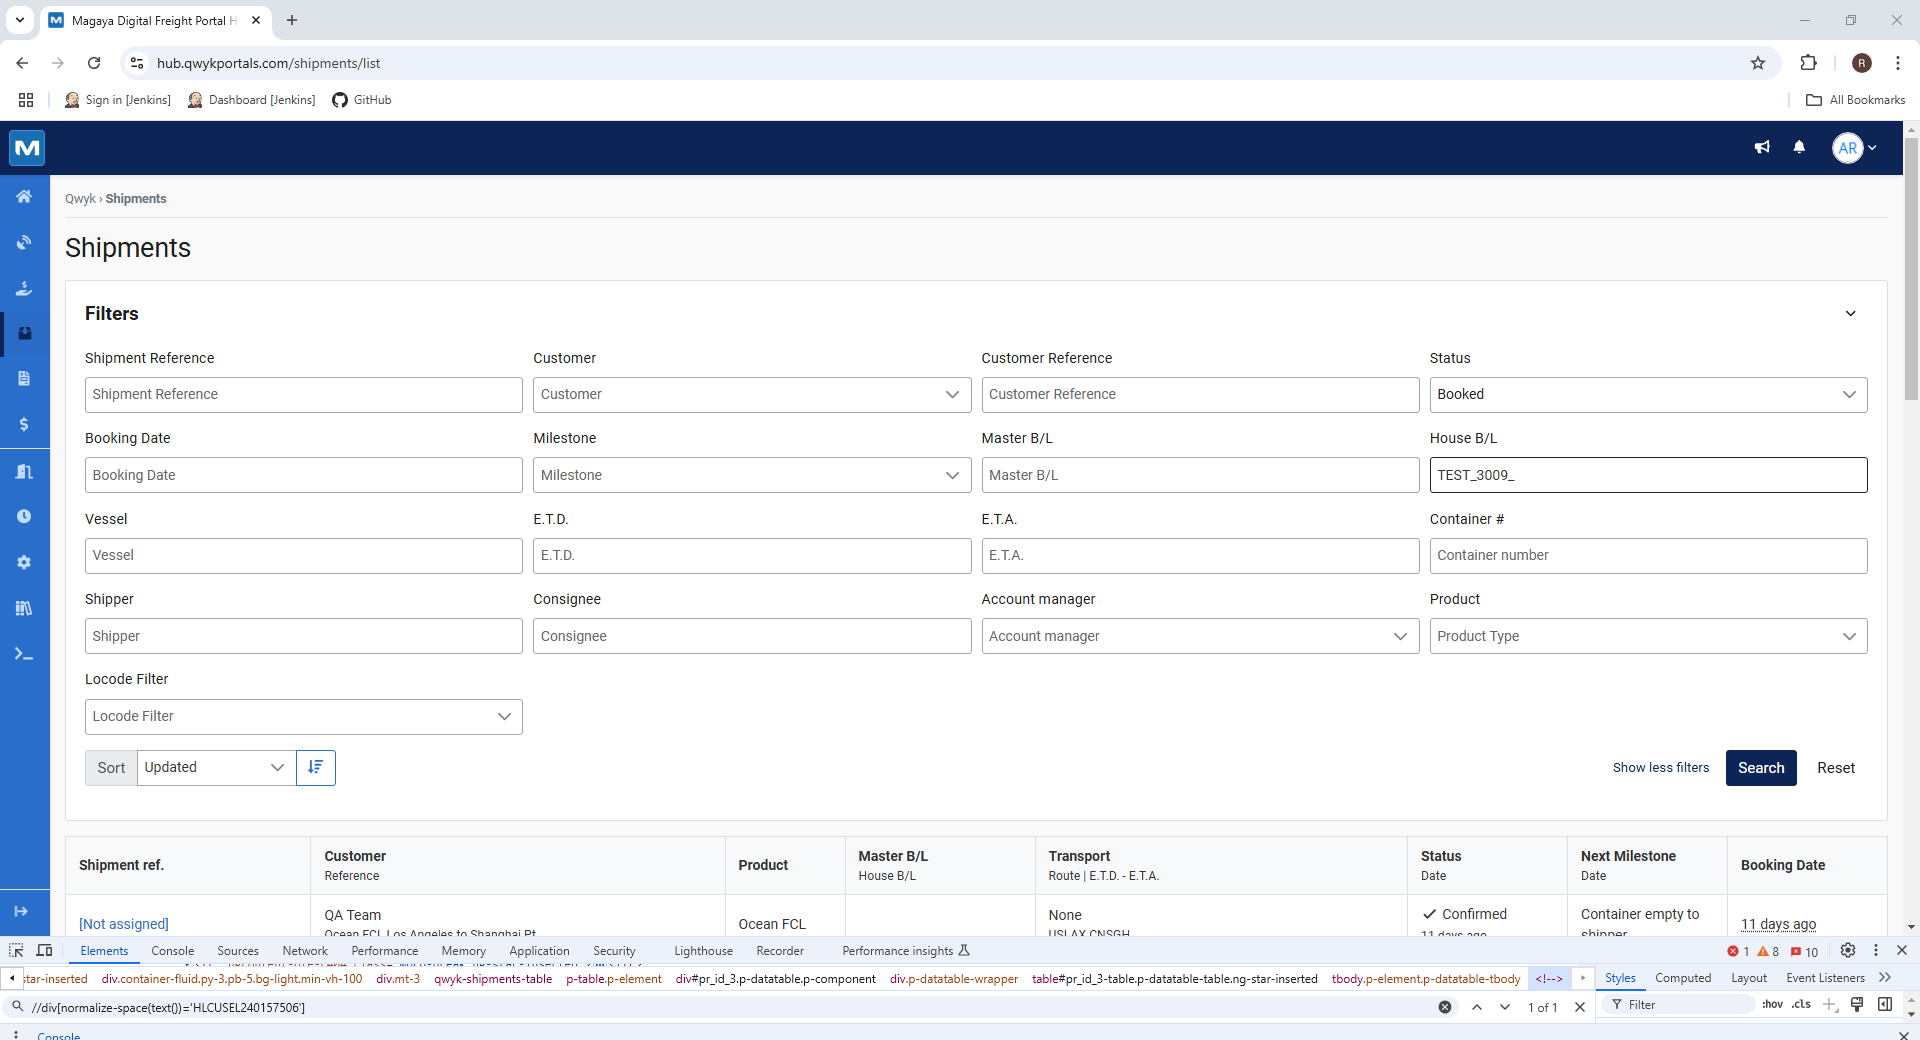 Magaya Digital Freight Portal H
hub.qwykportals.com/shipments/list
R
Sign in [Jenkins]
Dashboard [Jenkins]
GitHub
All Bookmarks
M
AR
Qwyk › Shipments
Shipments
Filters
Shipment Reference
Customer
Customer Reference
Status
Shipment Reference
Customer
Customer Reference
Booked
Booking Date
Milestone
Master B/L
House B/L
Booking Date
Milestone
Master B/L
TEST_3009_
Vessel
E.T.D.
E.T.A.
Container #
Vessel
E.T.D.
E.T.A.
Container number
Shipper
Consignee
Account manager
Product
Shipper
Consignee
Account manager
Product Type
Locode Filter
Locode Filter
Sort
Updated
Show less filters
Search
Reset
Shipment ref.
Customer
Reference
Product
Master B/L
House B/L
Transport
Route | E.T.D. - E.T.A.
Status
Date
Next Milestone
Date
Booking Date
[Not assigned]
QA Team
Ocean FCL Los Angeles to Shanghai Pt
Ocean FCL
None
USLAX CNSGH
Confirmed
11 days ago
Container empty to
shipper
11 days ago
Elements
Console
Sources
Network
Performance
Memory
Application
Security
Lighthouse
Recorder
Performance insights
1
8
10
star-inserted
div.container-fluid.py-3.pb-5.bg-light.min-vh-100
div.mt-3
qwyk-shipments-table
p-table.p-element
div#pr_id_3.p-datatable.p-component
div.p-datatable-wrapper
table#pr_id_3-table.p-datatable-table.ng-star-inserted
tbody.p-element.p-datatable-tbody
<!-->
Styles
Computed
Layout
Event Listeners
//div[normalize-space(text())='HLCUSEL240157506']
1 of 1
Filter
:hov
.cls
Console